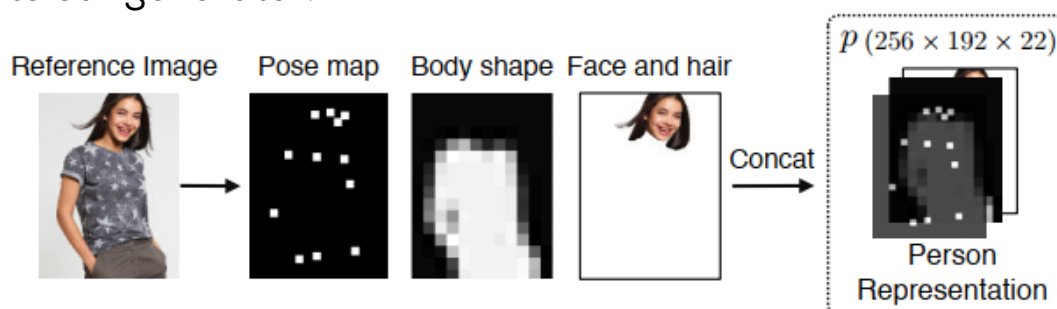 Reference Image
Pose map
Body shape
Face and hair
Concat
p (256 × 192 × 22)
Person
Representation